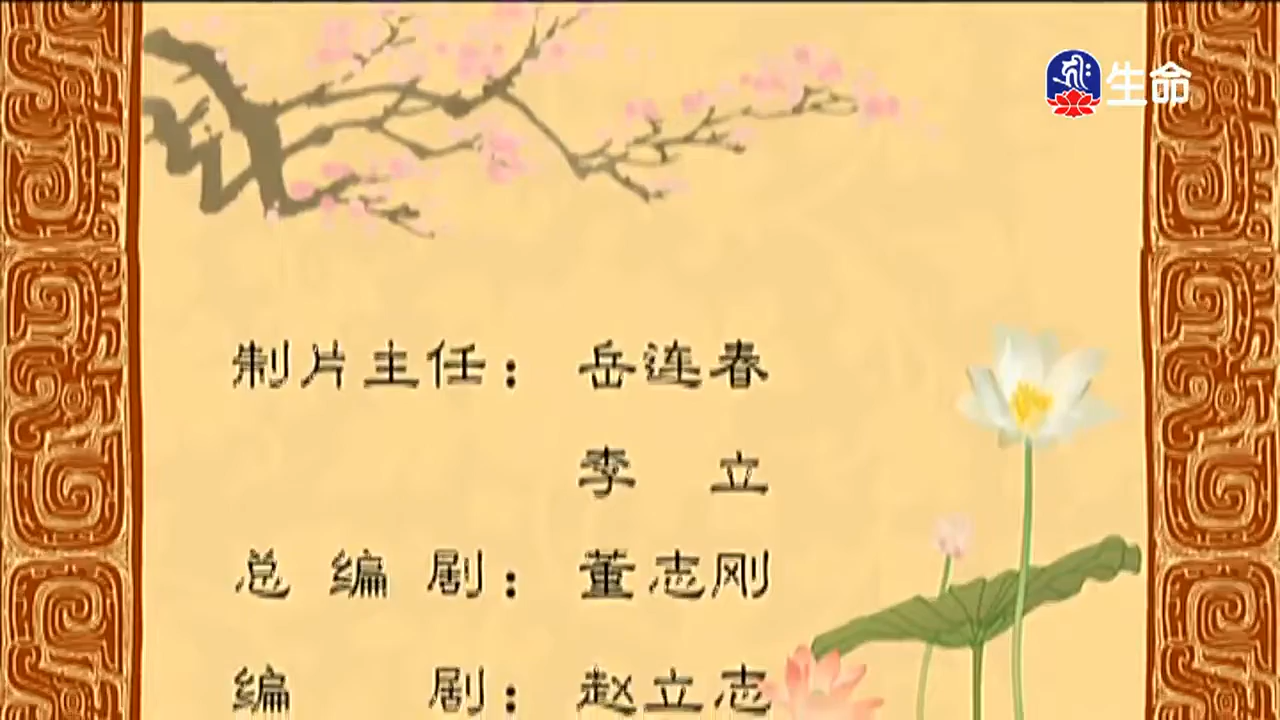 生命
制片主任：岳连春
李 立
总 编 剧：董志刚
编 剧：赵立志